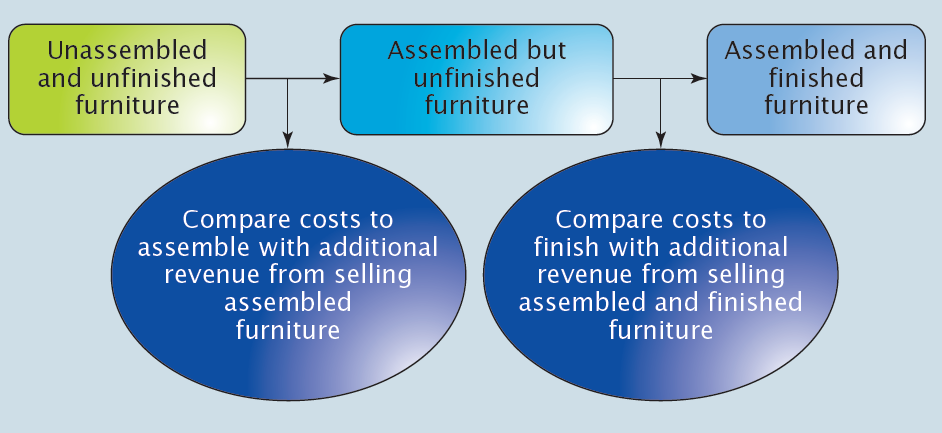 Unassembled
and unfinished
furniture
Assembled but
unfinished
furniture
Assembled and
finished
furniture
Compare costs to
assemble with additional
revenue from selling
assembled
furniture
Compare costs to
finish with additional
revenue from selling
assembled and finished
furniture